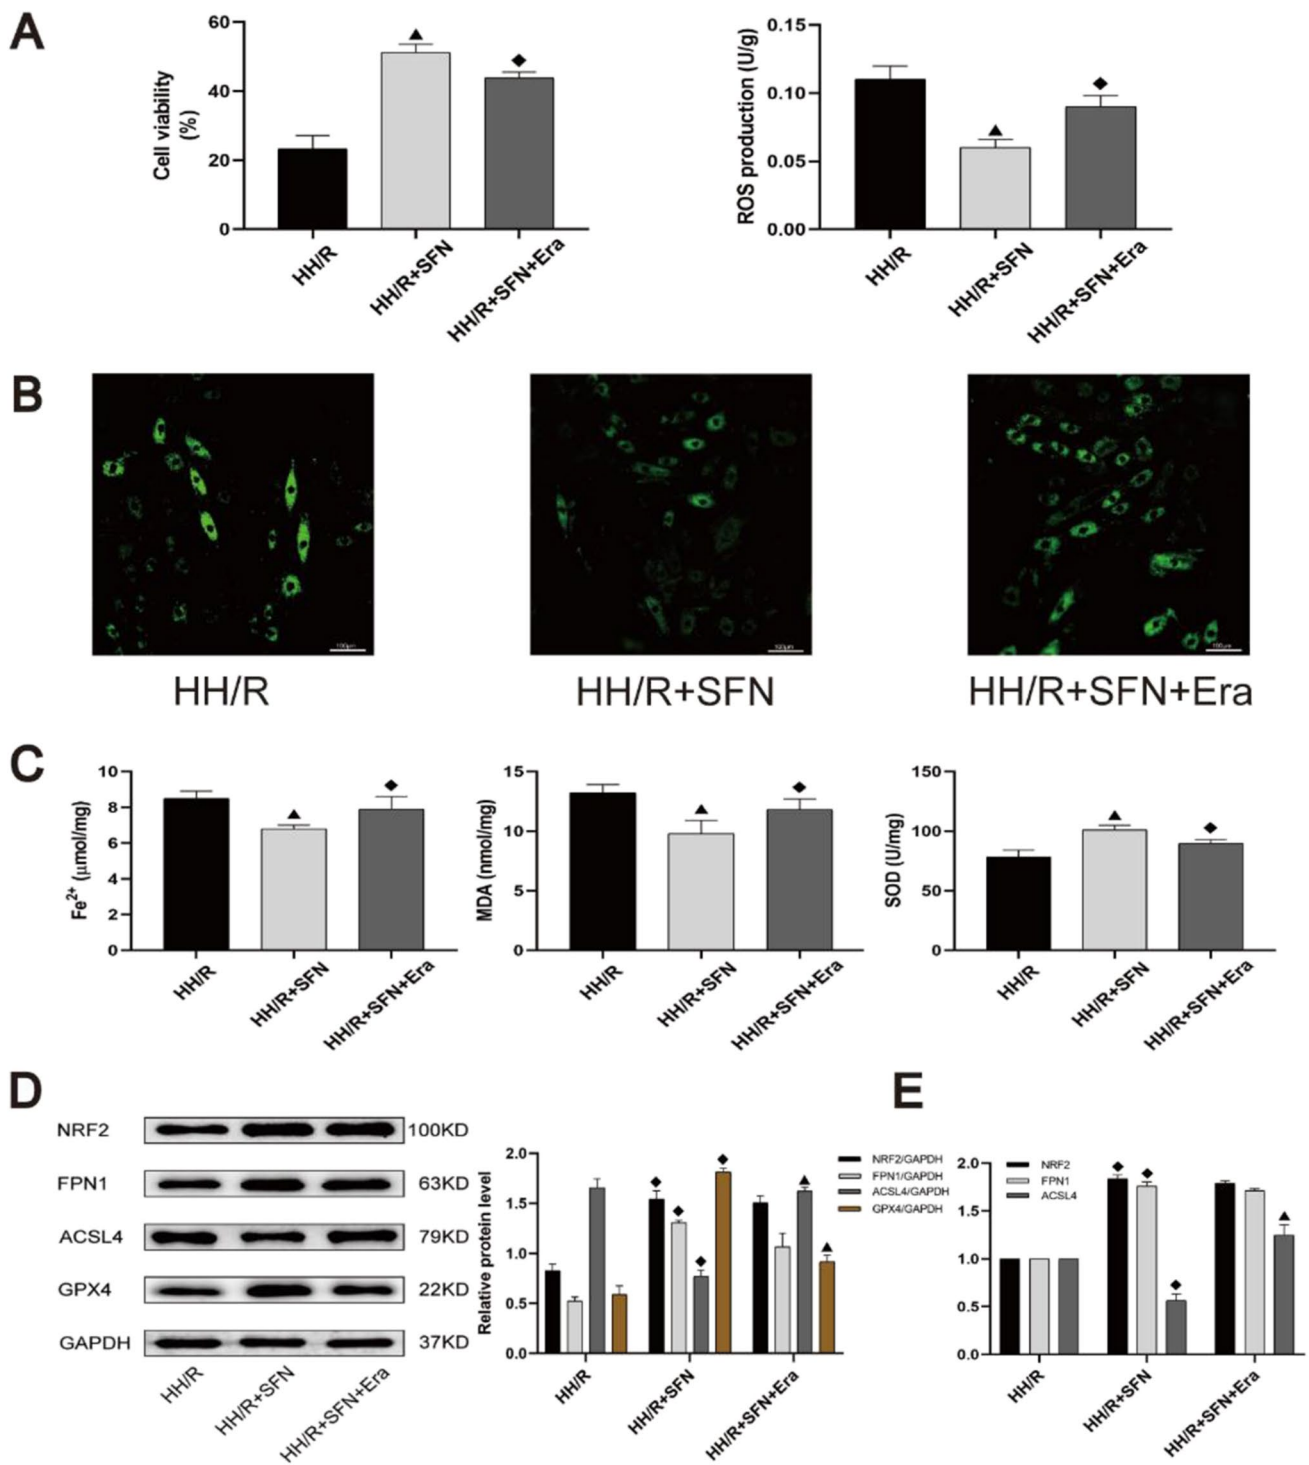 A
Cell viability
(%)
60
40
20
0
HH/R
HH/R+SFN
HH/R+SFN+Era
ROS production (U/g)
0.15
0.10
0.05
0.00
HH/R
HH/R+SFN
HH/R+SFN+Era
B
100μm
100μm
100μm
HH/R
HH/R+SFN
HH/R+SFN+Era
C
Fe²⁺ (μmol/mg)
10
8
6
4
2
0
HH/R
HH/R+SFN
HH/R+SFN+Era
MDA (nmol/mg)
15
10
5
0
HH/R
HH/R+SFN
HH/R+SFN+Era
SOD (U/mg)
150
100
50
0
HH/R
HH/R+SFN
HH/R+SFN+Era
D
NRF2 100KD
FPN1 63KD
ACSL4 79KD
GPX4 22KD
GAPDH 37KD
HH/R
HH/R+SFN
HH/R+SFN+Era
Relative protein level
2.0
1.5
1.0
0.5
0.0
HH/R
HH/R+SFN
HH/R+SFN+Era
NRF2/GAPDH
FPN1/GAPDH
ACSL4/GAPDH
GPX4/GAPDH
E
2.0
1.5
1.0
0.5
0.0
NRF2
FPN1
ACSL4
HH/R
HH/R+SFN
HH/R+SFN+Era